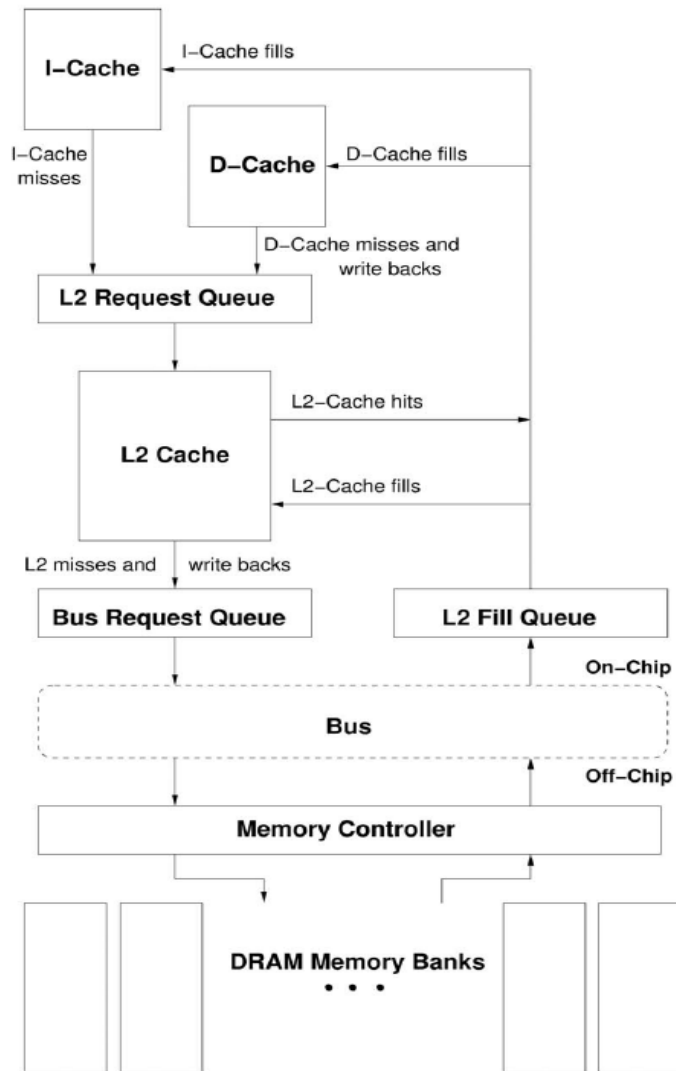 I-Cache fills
I-Cache
I-Cache
misses
D-Cache
D-Cache fills
D-Cache misses and
write backs
L2 Request Queue
L2-Cache hits
L2 Cache
L2-Cache fills
L2 misses and write backs
Bus Request Queue
L2 Fill Queue
On-Chip
Bus
Off-Chip
Memory Controller
DRAM Memory Banks
• • •